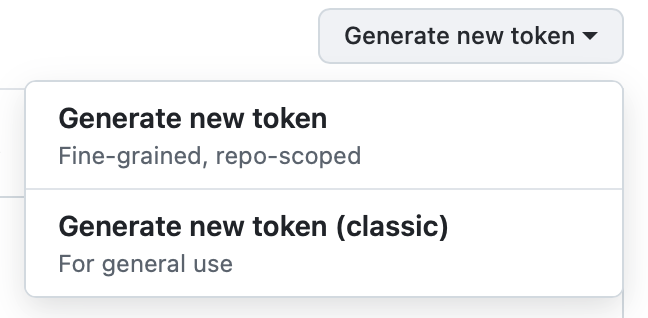 Generate new token
Generate new token
Fine-grained, repo-scoped
Generate new token (classic)
For general use